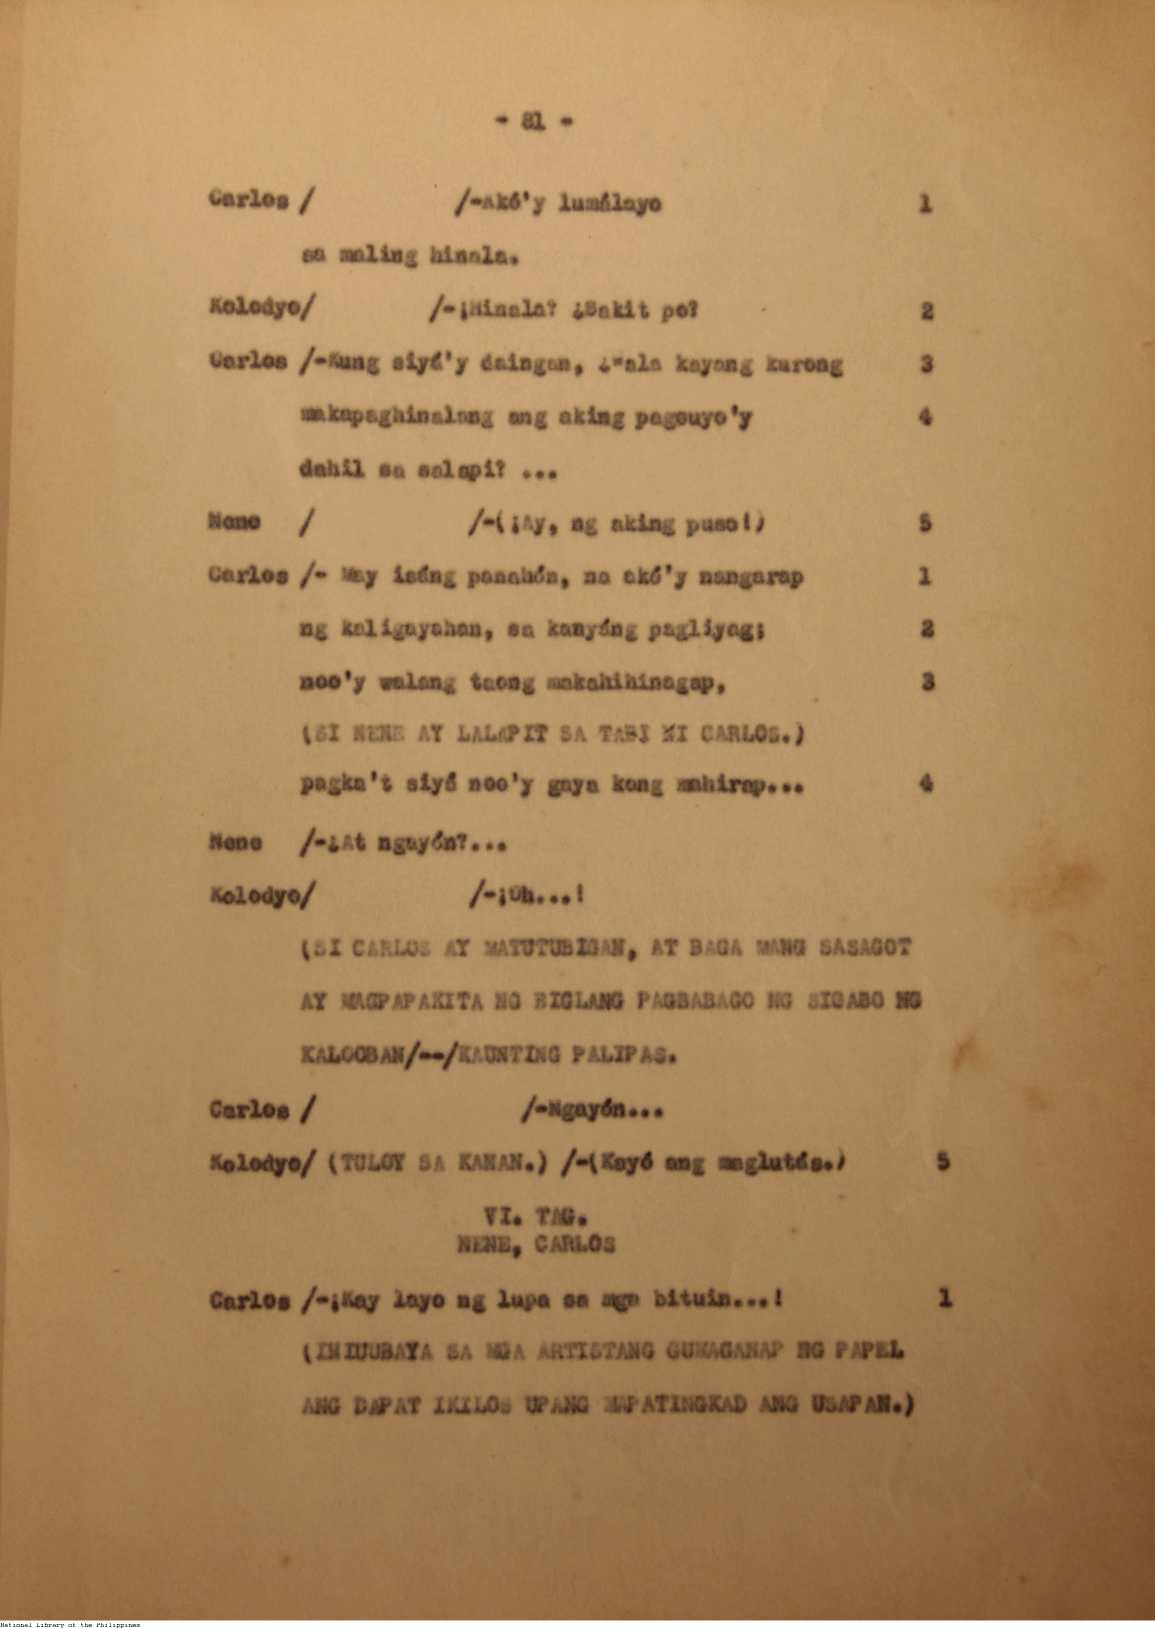 - 81 -
Carlos / /-Akó'y lumálayo 1
sa maling hinala.
Kolodyo/ /-¡Hinala? ¿Bakit po? 2
Carlos /-Kung siyá'y daingan, ¿Wala kayang kurong 3
makapaghinalang ang aking pagsuyo'y 4
dahil sa salapi? ...
Nene / /-(¡Ay, ng aking puso!) 5
Carlos /- May isáng panahón, na akó'y nangarap 1
ng kaligayahan, sa kanyáng pagliyag; 2
noo'y walang taong makahihinagap, 3
(SI NENE AY LALAPIT SA TABI NI CARLOS.)
pagka't siyá noo'y gaya kong mahirap... 4
Nene /-¿At ngayón?...
Kolodyo/ /-¡Oh...!
(SI CARLOS AY MATUTUBIGAN, AT BAGA MANG SASAGOT
AY MAGPAPAKITA NG BIGLANG PAGBABAGO NG SIGABO NG
KALOOBAN/--/KAUNTING PALIPAS.
Carlos / /-Ngayón...
Kolodyo/ (TULOY SA KANAN.) /-(Kayó ang maglutás.) 5
VI. TAG.
NENE, CARLOS
Carlos /-¡Kay layo ng lupa sa mga bituin...! 1
(INIUUBAYA SA MGA ARTISTANG GUMAGANAP NG PAPEL
ANG DAPAT IKILOS UPANG MAPATINGKAD ANG USAPAN.)
National Library of the Philippines